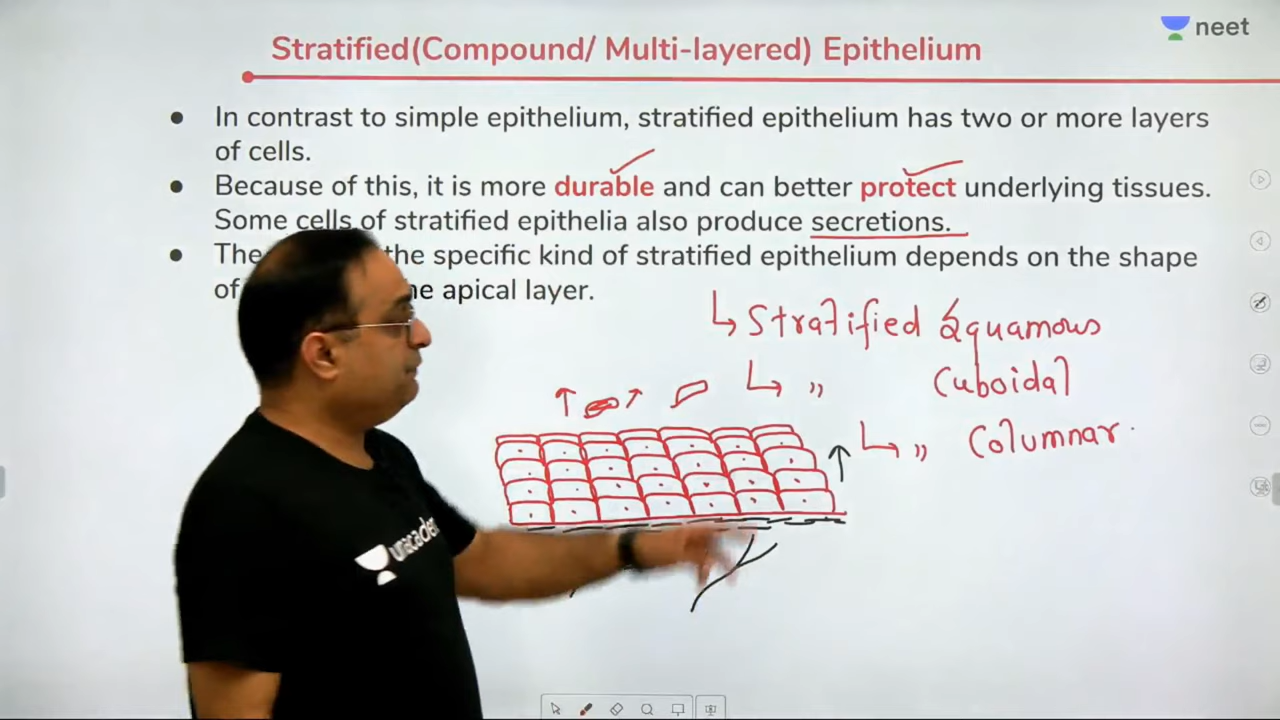 neet
Stratified(Compound/ Multi-layered) Epithelium
In contrast to simple epithelium, stratified epithelium has two or more layers
of cells.
Because of this, it is more durable and can better protect underlying tissues.
Some cells of stratified epithelia also produce secretions.
The the specific kind of stratified epithelium depends on the shape
of apical layer.
Stratified Squamous
" Cuboidal
" Columnar
unacadem